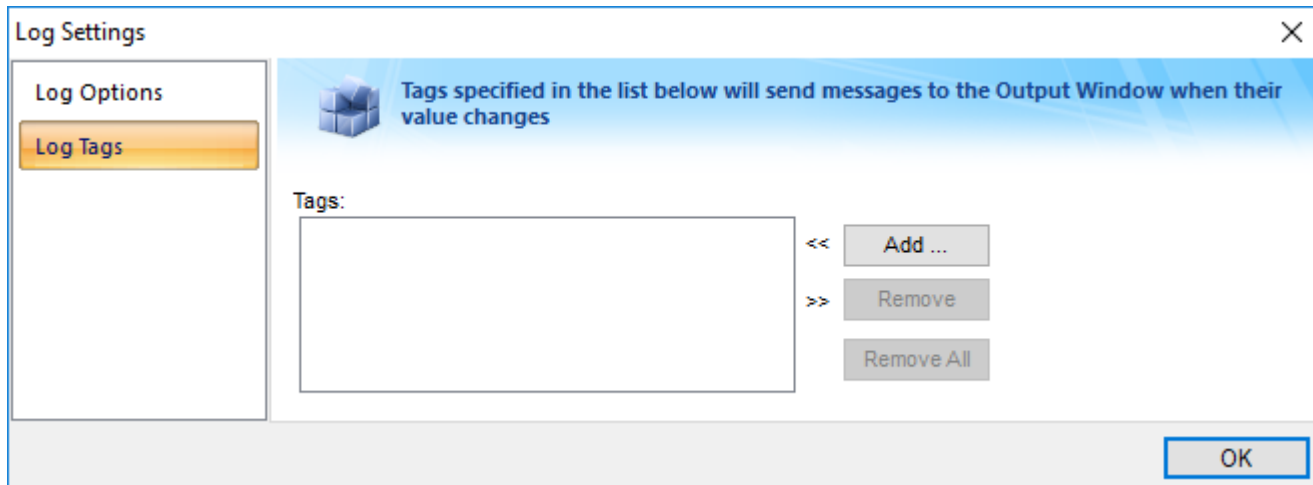 Log Settings
Log Options
Log Tags
Tags specified in the list below will send messages to the Output Window when their
value changes
Tags:
<< Add ...
>> Remove
Remove All
OK